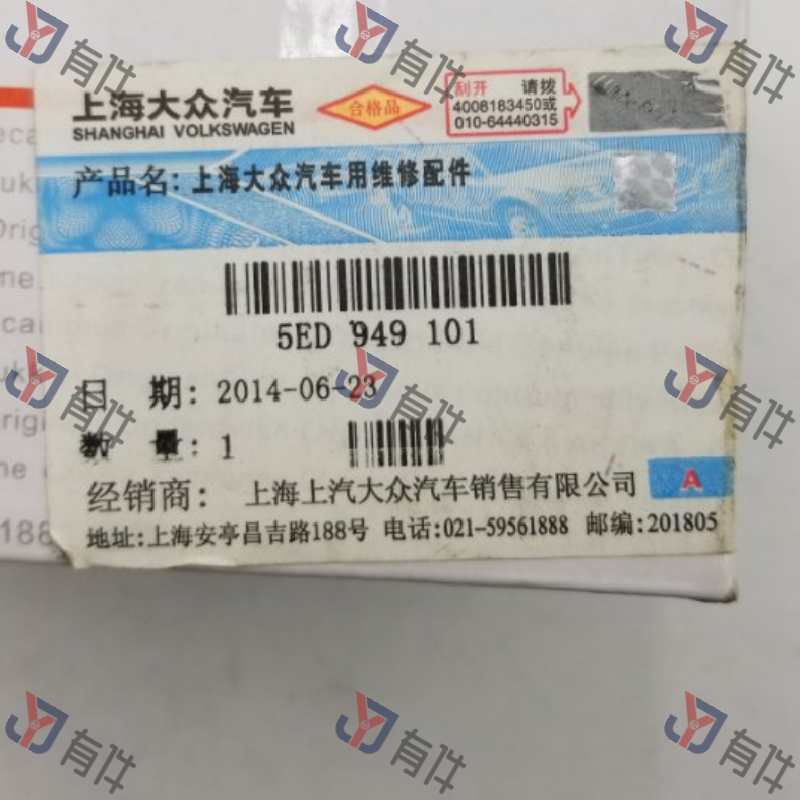 上海大众汽车
SHANGHAI VOLKSWAGEN
合格品
刮开 请拨
4006183450或
010-64440315
产品名: 上海大众汽车用维修配件
5ED 949 101
日 期: 2014-06-23
数 量: 1
经销商: 上海上汽大众汽车销售有限公司
A
地址: 上海安亭昌吉路188号 电话: 021-59561888 邮编: 201805
188
有件